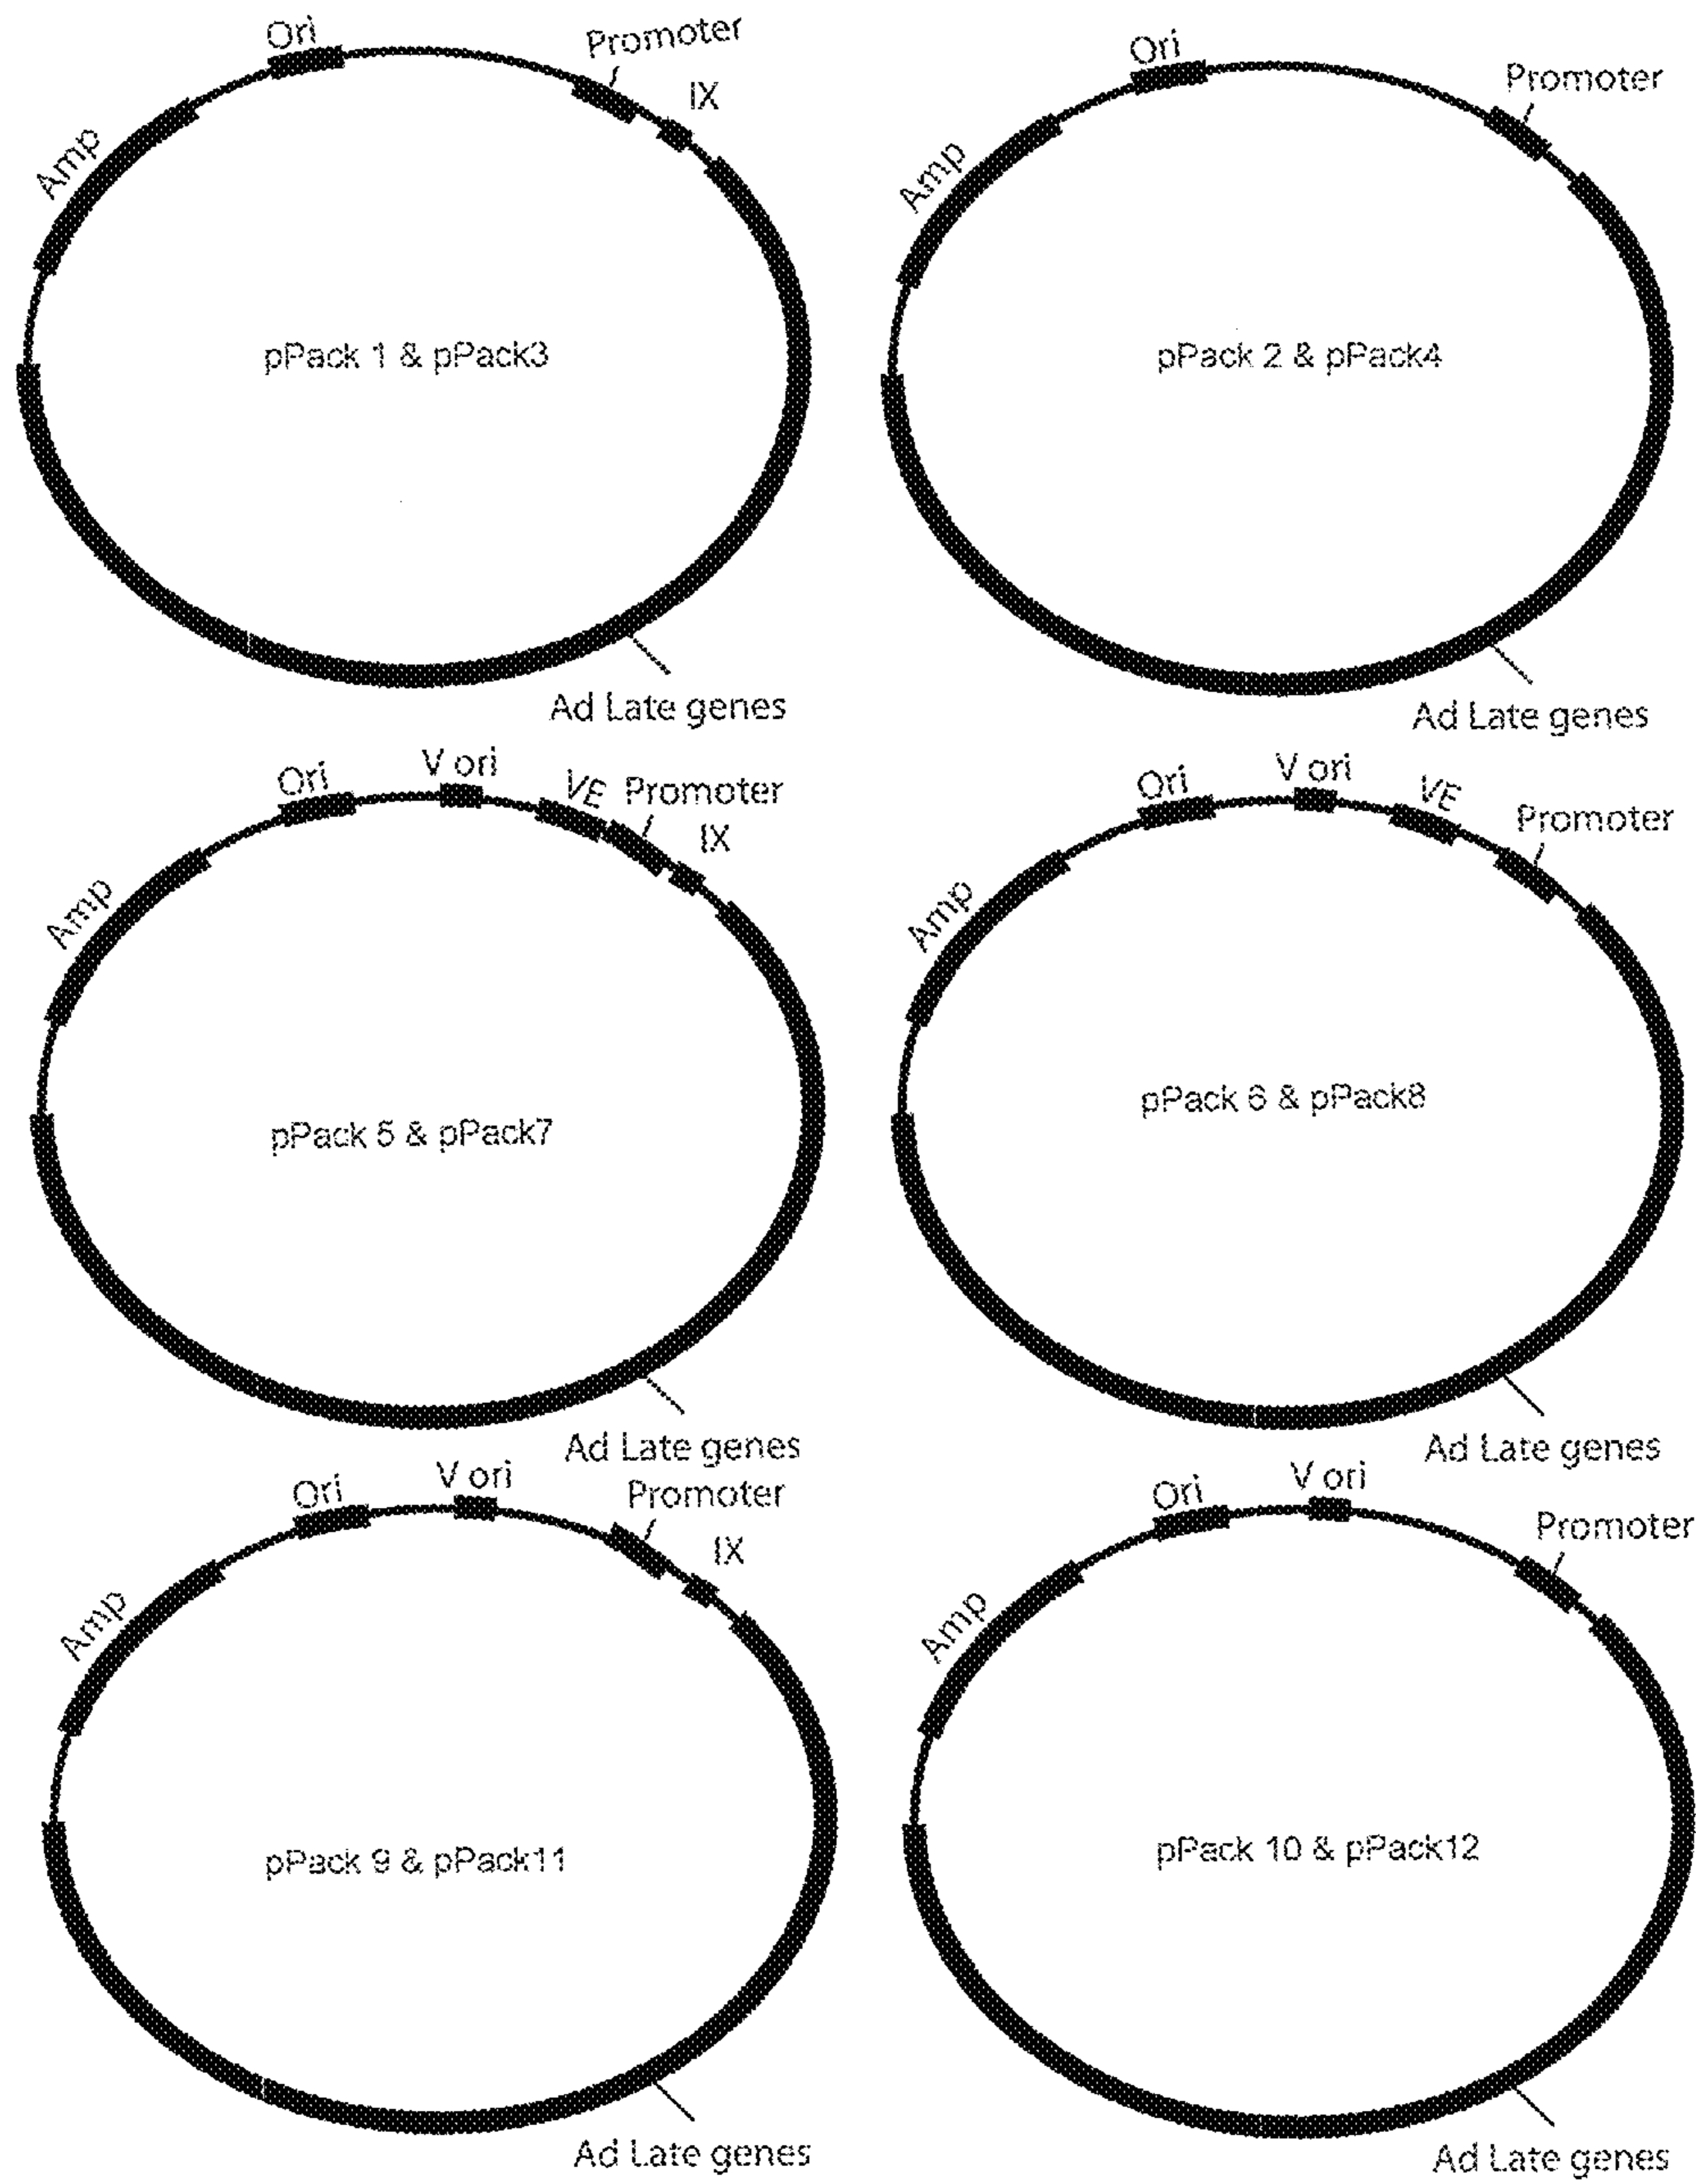 Ori
Promoter
IX
Amp
pPack 1 & pPack3
Ad Late genes
Ori
Promoter
Amp
pPack 2 & pPack4
Ad Late genes
Ori
V ori
VE
Promoter
IX
Amp
pPack 5 & pPack7
Ad Late genes
Ori
V ori
VE
Promoter
Amp
pPack 6 & pPack8
Ad Late genes
Ori
V ori
Promoter
IX
Amp
pPack 9 & pPack11
Ad Late genes
Ori
V ori
Promoter
Amp
pPack 10 & pPack12
Ad Late genes